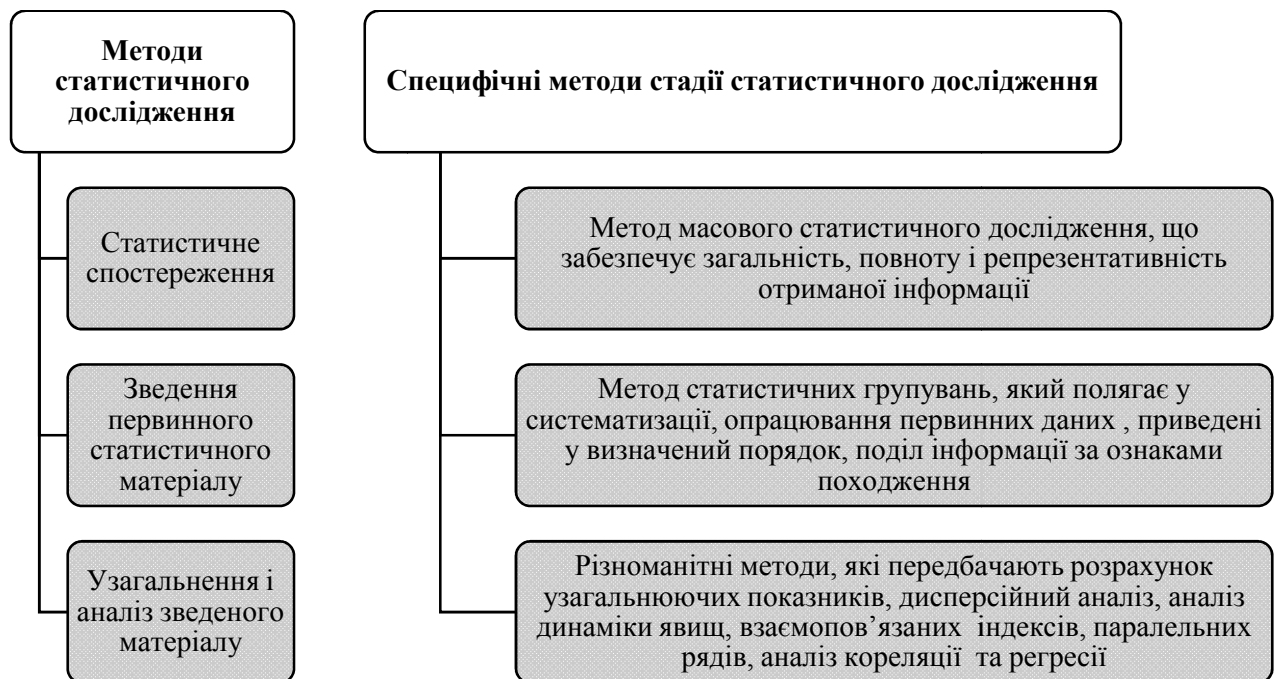 Методи
статистичного
дослідження
Специфічні методи стадії статистичного дослідження
Статистичне
спостереження
Метод масового статистичного дослідження, що
забезпечує загальність, повноту і репрезентативність
отриманої інформації
Зведення
первинного
статистичного
матеріалу
Метод статистичних групувань, який полягає у
систематизації, опрацювання первинних даних , приведені
у визначений порядок, поділ інформації за ознаками
походження
Узагальнення і
аналіз зведеного
матеріалу
Різноманітні методи, які передбачають розрахунок
узагальнюючих показників, дисперсійний аналіз, аналіз
динаміки явищ, взаємопов’язаних індексів, паралельних
рядів, аналіз кореляції та регресії